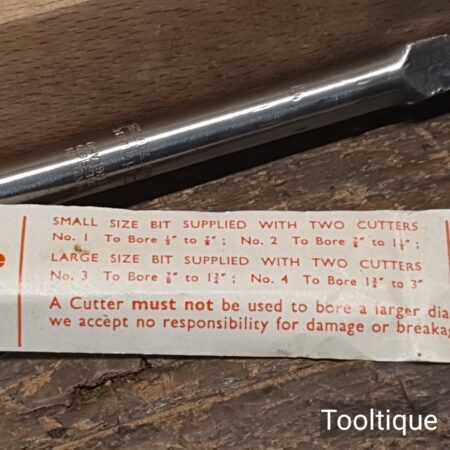 SMALL SIZE BIT SUPPLIED WITH TWO CUTTERS
No. 1 To Bore ½" to ⅞" ; No. 2 To Bore ⅞" to 1½" ;
LARGE SIZE BIT SUPPLIED WITH TWO CUTTERS
No. 3 To Bore ⅞" to 1¾" ; No. 4 To Bore 1¾" to 3"
e
A Cutter must not be used to bore a larger dia
we accept no responsibility for damage or breaka
Tooltique